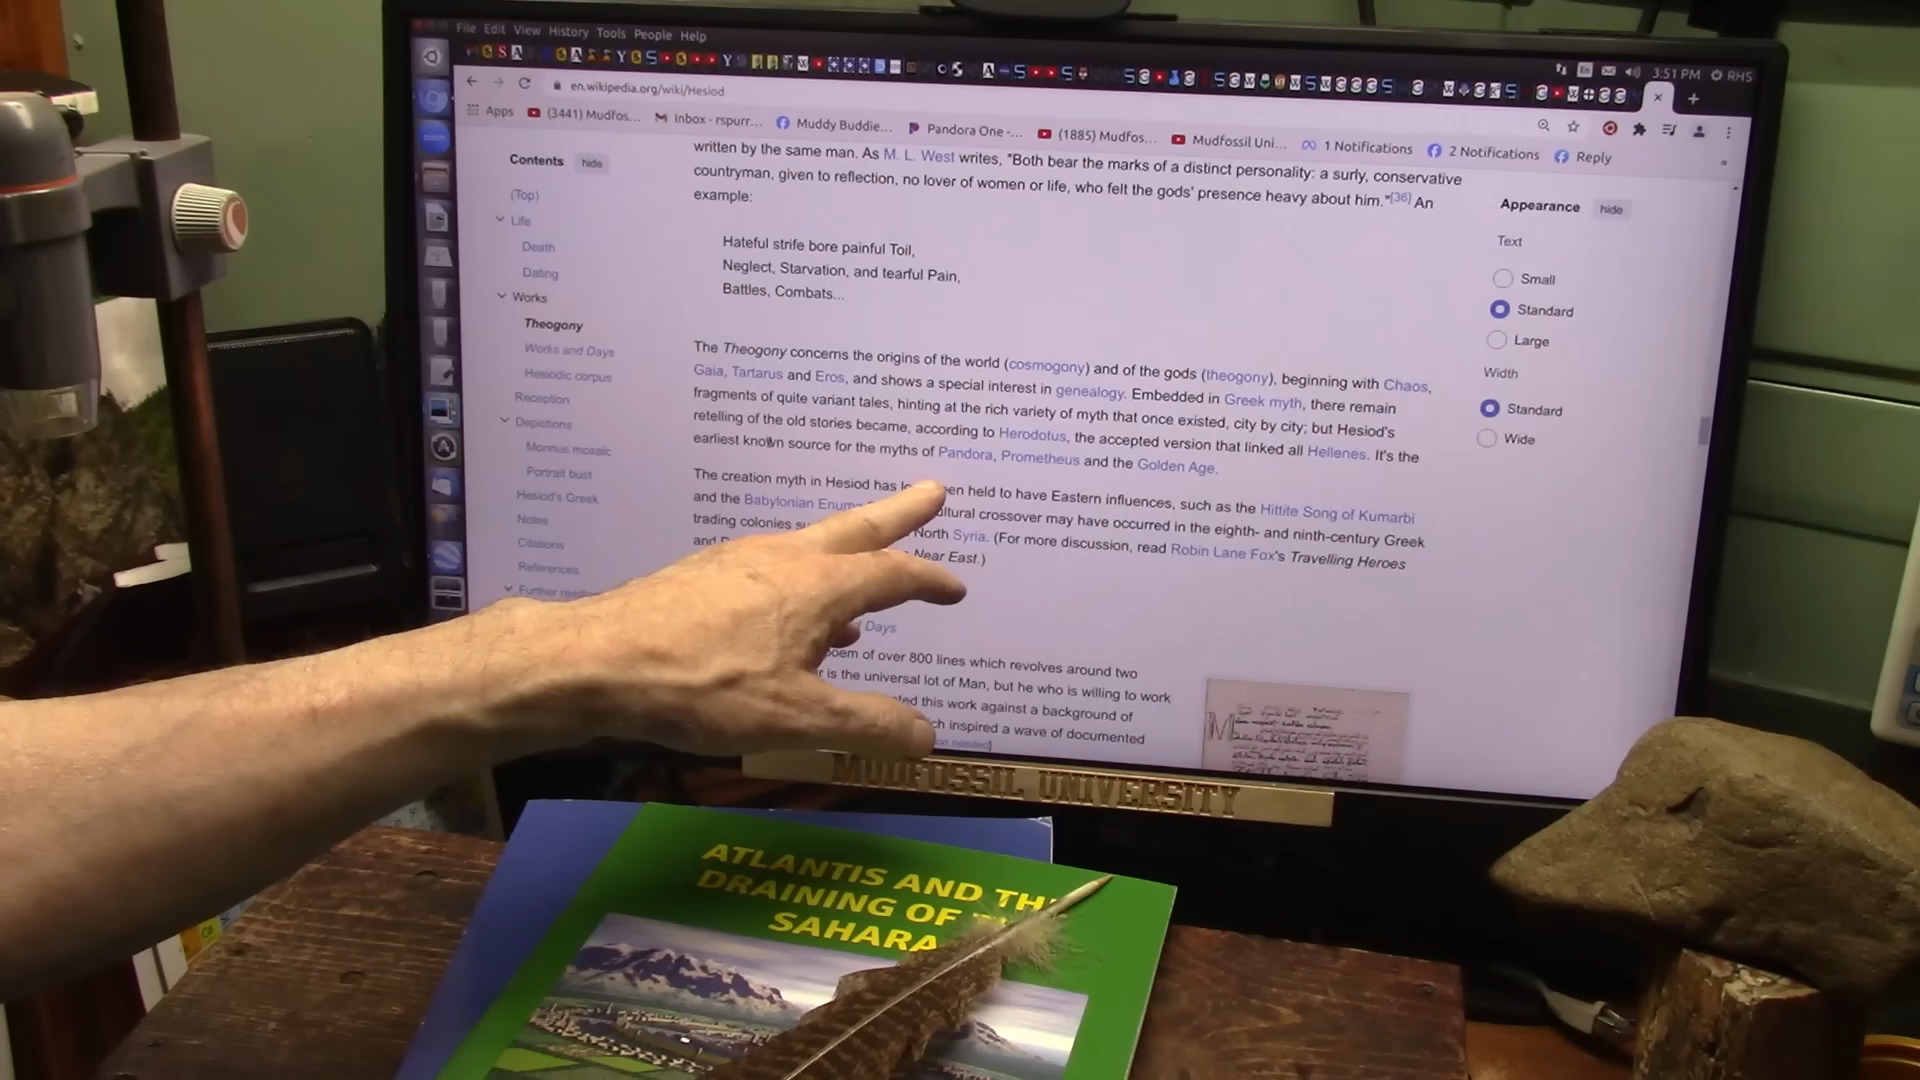 File Edit View History Tools People Help
3:51 PM RHS
en.wikipedia.org/wiki/Hesiod
Apps (3441) Mudfos... Inbox - rspurr... Muddy Buddie... Pandora One -... (1885) Mudfos... Mudfossil Uni... 1 Notifications 2 Notifications Reply
Contents hide
(Top)
Life
Death
Dating
Works
Theogony
Works and Days
Hesiodic corpus
Reception
Depictions
Monnus mosaic
Portrait bust
Hesiod's Greek
Notes
Citations
References
Further
written by the same man. As M. L. West writes, "Both bear the marks of a distinct personality: a surly, conservative
countryman, given to reflection, no lover of women or life, who felt the gods' presence heavy about him."[36] An
example:
Hateful strife bore painful Toil,
Neglect, Starvation, and tearful Pain,
Battles, Combats...
The Theogony concerns the origins of the world (cosmogony) and of the gods (theogony), beginning with Chaos,
Gaia, Tartarus and Eros, and shows a special interest in genealogy. Embedded in Greek myth, there remain
fragments of quite variant tales, hinting at the rich variety of myth that once existed, city by city; but Hesiod's
retelling of the old stories became, according to Herodotus, the accepted version that linked all Hellenes. It's the
earliest known source for the myths of Pandora, Prometheus and the Golden Age.
The creation myth in Hesiod has held to have Eastern influences, such as the Hittite Song of Kumarbi
and the Babylonian crossover may have occurred in the eighth- and ninth-century Greek
trading colonies North Syria. (For more discussion, read Robin Lane Fox's Travelling Heroes
and Near East.)
Days
poem of over 800 lines which revolves around two
is the universal lot of Man, but he who is willing to work
this work against a background of
inspired a wave of documented
needed]
Appearance hide
Text
Small
Standard
Large
Width
Standard
Wide
MUDFOSSIL UNIVERSITY
ATLANTIS AND THE
DRAINING OF
SAHARA